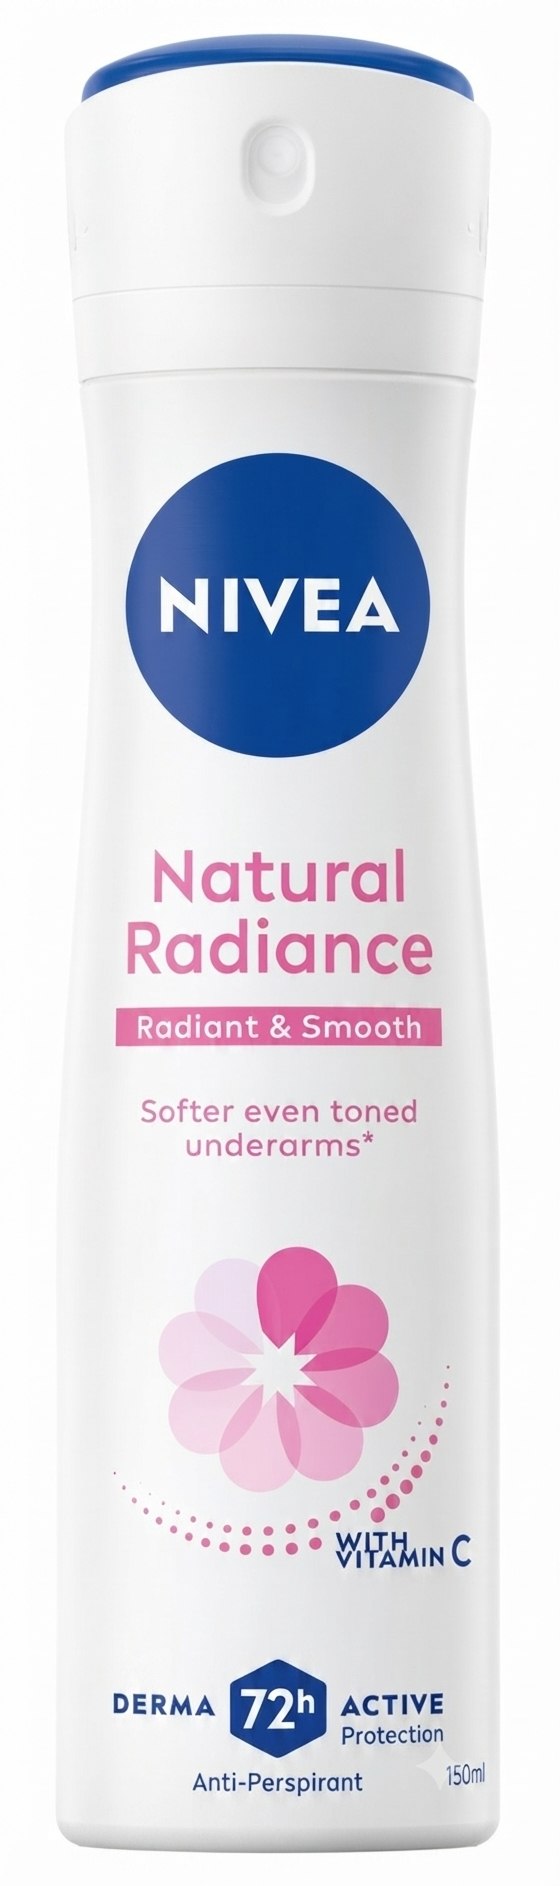 NIVEA
Natural
Radiance
Radiant & Smooth
Softer even toned
underarms*
WITH
VITAMIN C
DERMA 72h ACTIVE
Protection
Anti-Perspirant
150ml